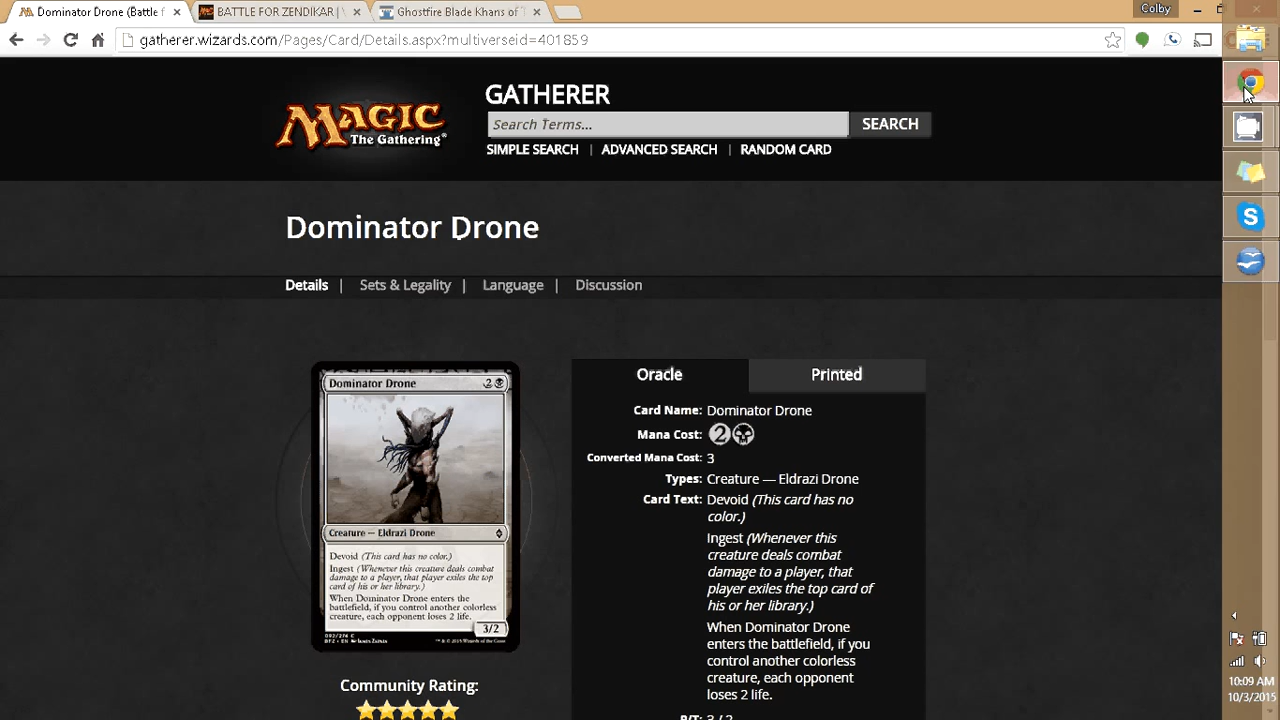 Dominator Drone (Battle f
BATTLE FOR ZENDIKAR |
Ghostfire Blade Khans of
Colby
gatherer.wizards.com/Pages/Card/Details.aspx?multiverseid=401859
MAGIC
The Gathering®
GATHERER
Search Terms...
SEARCH
SIMPLE SEARCH | ADVANCED SEARCH | RANDOM CARD
Dominator Drone
Details | Sets & Legality | Language | Discussion
Dominator Drone 2
Creature — Eldrazi Drone
Devoid (This card has no color.)
Ingest (Whenever this creature deals combat
damage to a player, that player exiles the top
card of his or her library.)
When Dominator Drone enters the
battlefield, if you control another colorless
creature, each opponent loses 2 life.
3/2
092/274 C
BFZ • EN
Community Rating:
Oracle
Printed
Card Name: Dominator Drone
Mana Cost: 2
Converted Mana Cost: 3
Types: Creature — Eldrazi Drone
Card Text: Devoid (This card has no
color.)
Ingest (Whenever this
creature deals combat
damage to a player, that
player exiles the top card of
his or her library.)
When Dominator Drone
enters the battlefield, if you
control another colorless
creature, each opponent
loses 2 life.
P/T: 3 / 2
10:09 AM
10/3/2015